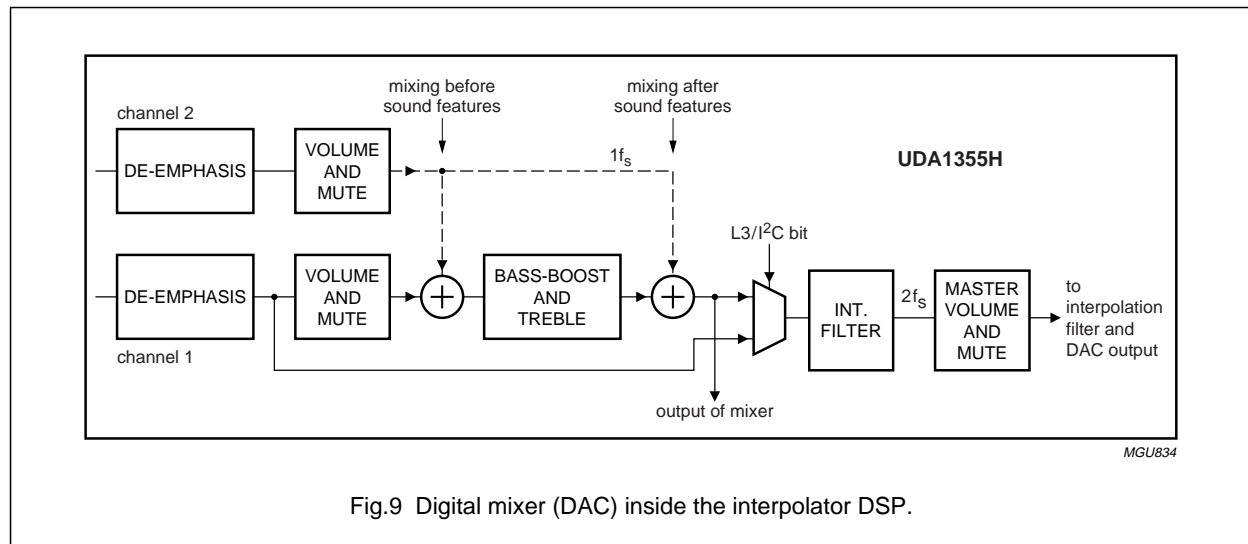 mixing before
sound features
mixing after
sound features
channel 2
DE-EMPHASIS
VOLUME
AND
MUTE
1fs
UDA1355H
L3/I²C bit
DE-EMPHASIS
VOLUME
AND
MUTE
+
BASS-BOOST
AND
TREBLE
+
INT.
FILTER
2fs
MASTER
VOLUME
AND
MUTE
to
interpolation
filter and
DAC output
channel 1
output of mixer
MGU834
Fig.9 Digital mixer (DAC) inside the interpolator DSP.